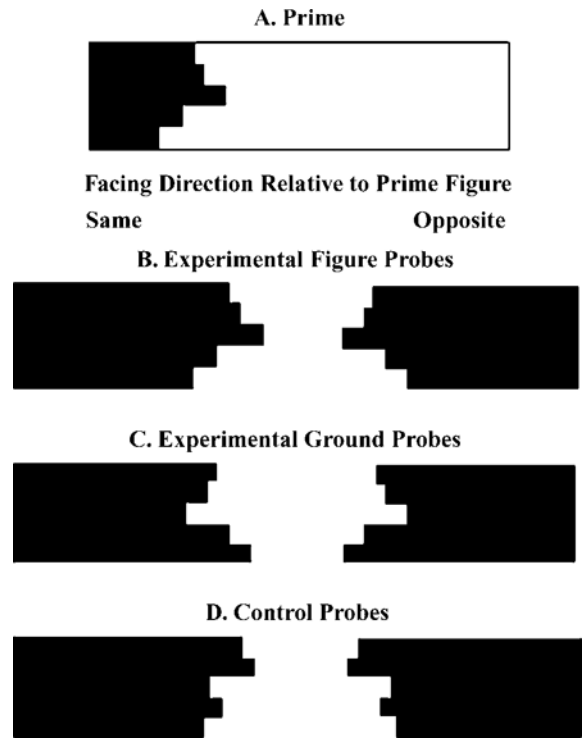 A. Prime
Facing Direction Relative to Prime Figure
Same Opposite
B. Experimental Figure Probes
C. Experimental Ground Probes
D. Control Probes